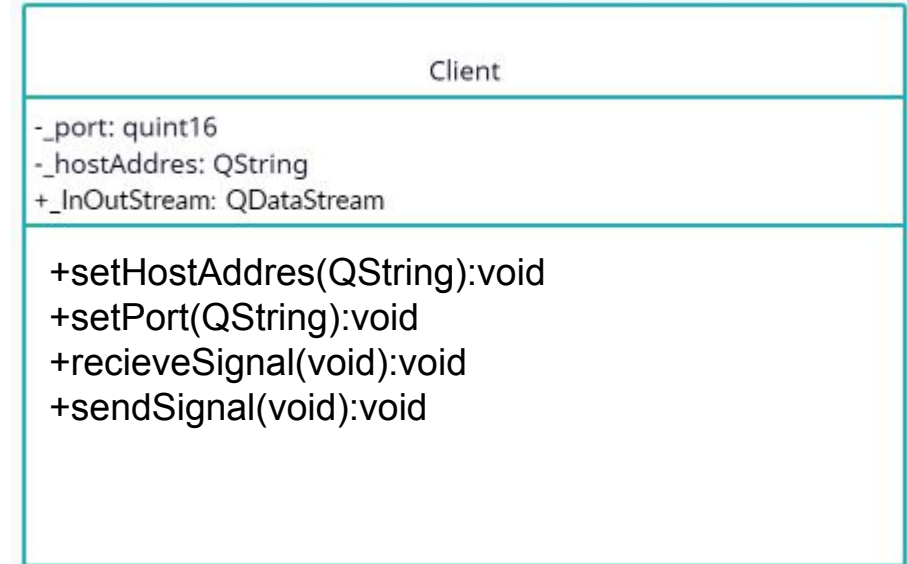 Client
-_port: quint16
-_hostAddres: QString
+_InOutStream: QDataStream
+setHostAddres(QString):void
+setPort(QString):void
+recieveSignal(void):void
+sendSignal(void):void